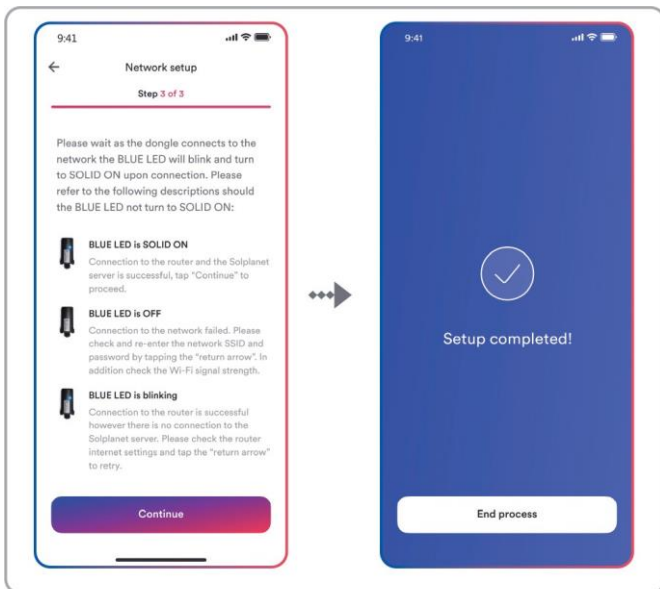 9:41
Network setup
Step 3 of 3
Please wait as the dongle connects to the
network the BLUE LED will blink and turn
to SOLID ON upon connection. Please
refer to the following descriptions should
the BLUE LED not turn to SOLID ON:
BLUE LED is SOLID ON
Connection to the router and the Solplanet
server is successful, tap “Continue” to
proceed.
BLUE LED is OFF
Connection to the network failed. Please
check and re-enter the network SSID and
password by tapping the “return arrow”. In
addition check the Wi-Fi signal strength.
BLUE LED is blinking
Connection to the router is successful
however there is no connection to the
Solplanet server. Please check the router
internet settings and tap the “return arrow”
to retry.
Continue
9:41
Setup completed!
End process